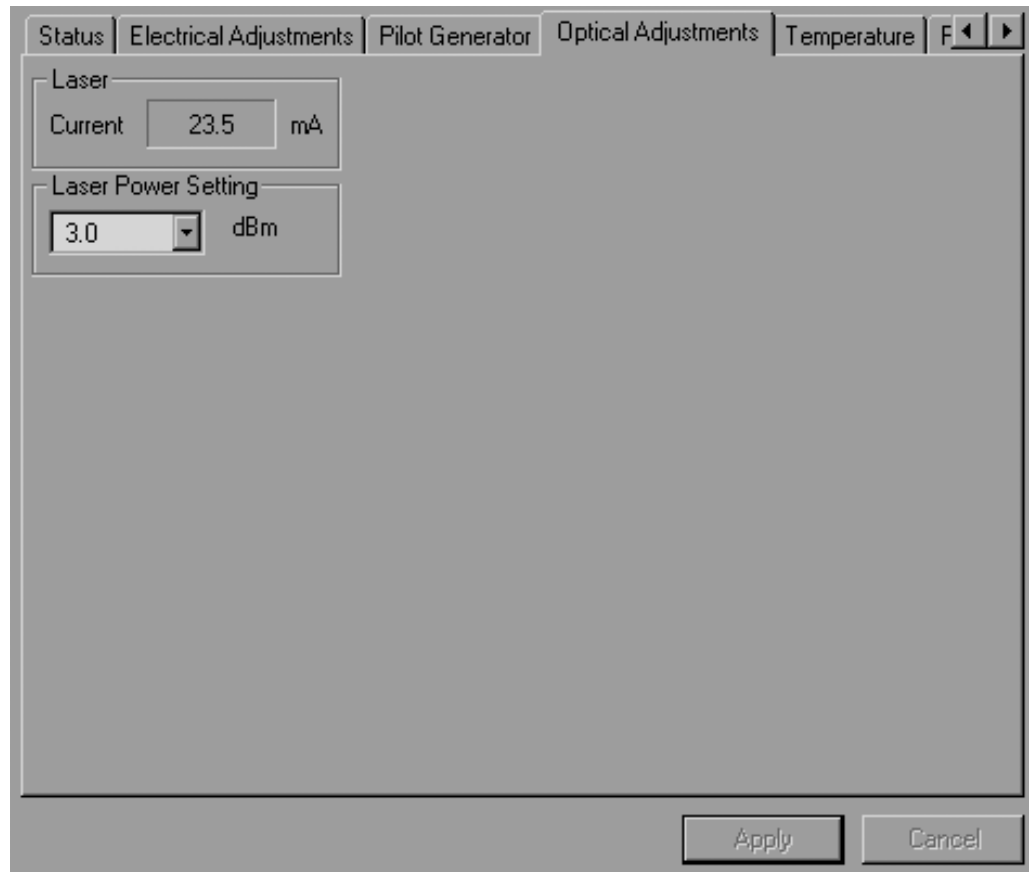 Status Electrical Adjustments Pilot Generator Optical Adjustments Temperature
Laser
Current 23.5 mA
Laser Power Setting
3.0 dBm
Apply Cancel